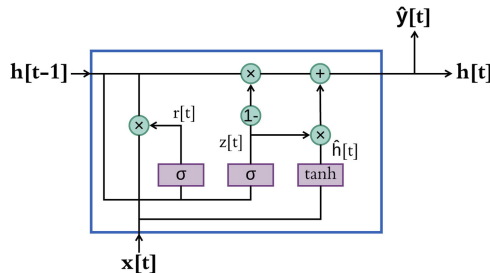 ŷ[t]
h[t-1]
×
+
h[t]
1-
×
r[t]
z[t]
×
ĥ[t]
σ
σ
tanh
x[t]